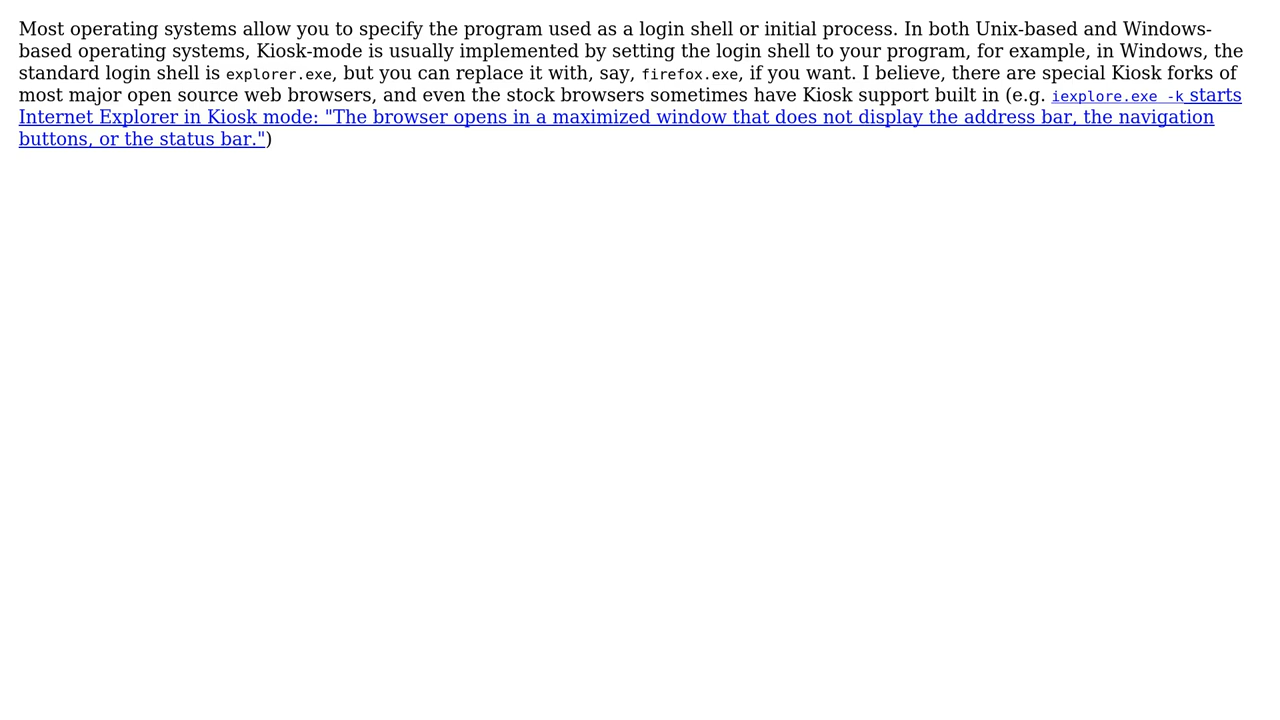 Most operating systems allow you to specify the program used as a login shell or initial process. In both Unix-based and Windows-
based operating systems, Kiosk-mode is usually implemented by setting the login shell to your program, for example, in Windows, the
standard login shell is explorer.exe, but you can replace it with, say, firefox.exe, if you want. I believe, there are special Kiosk forks of
most major open source web browsers, and even the stock browsers sometimes have Kiosk support built in (e.g. iexplore.exe -k starts
Internet Explorer in Kiosk mode: "The browser opens in a maximized window that does not display the address bar, the navigation
buttons, or the status bar.")